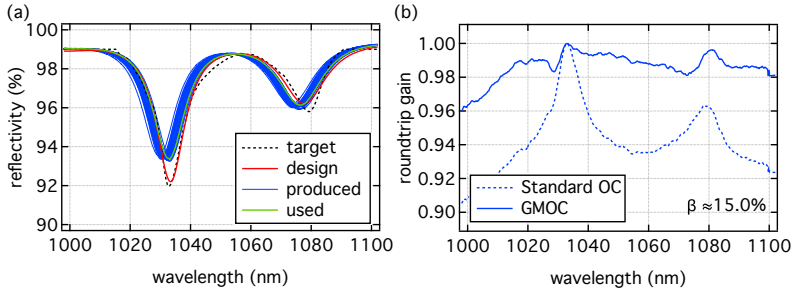 (a)
100
98
96
94
92
90
reflectivity (%)
target
design
produced
used
1000
1020
1040
1060
1080
1100
wavelength (nm)
(b)
1.00
0.98
0.96
0.94
0.92
0.90
roundtrip gain
Standard OC
GMOC
β ≈15.0%
1000
1020
1040
1060
1080
1100
wavelength (nm)